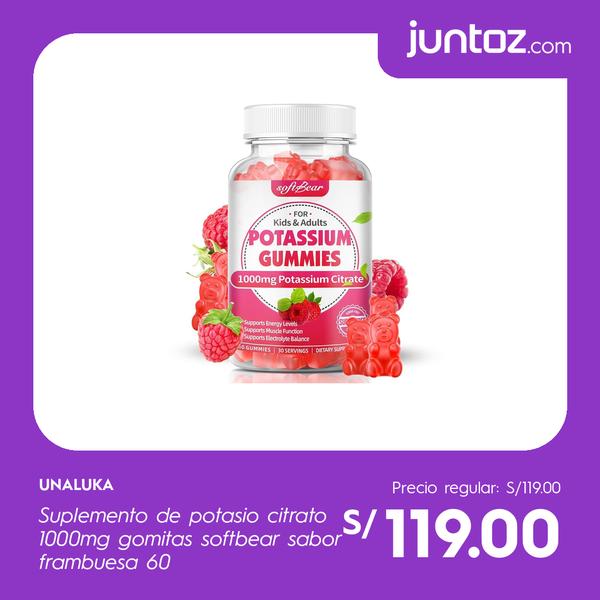 juntoz.com
softBear
• FOR •
Kids & Adults
POTASSIUM
GUMMIES
1000mg Potassium Citrate
Supports Energy Levels
Supports Muscle Function
Supports Electrolyte Balance
GUMMIES | 30 SERVINGS | DIETARY
UNALUKA
Suplemento de potasio citrato
1000mg gomitas softbear sabor
frambuesa 60
Precio regular: S/119.00
S/119.00